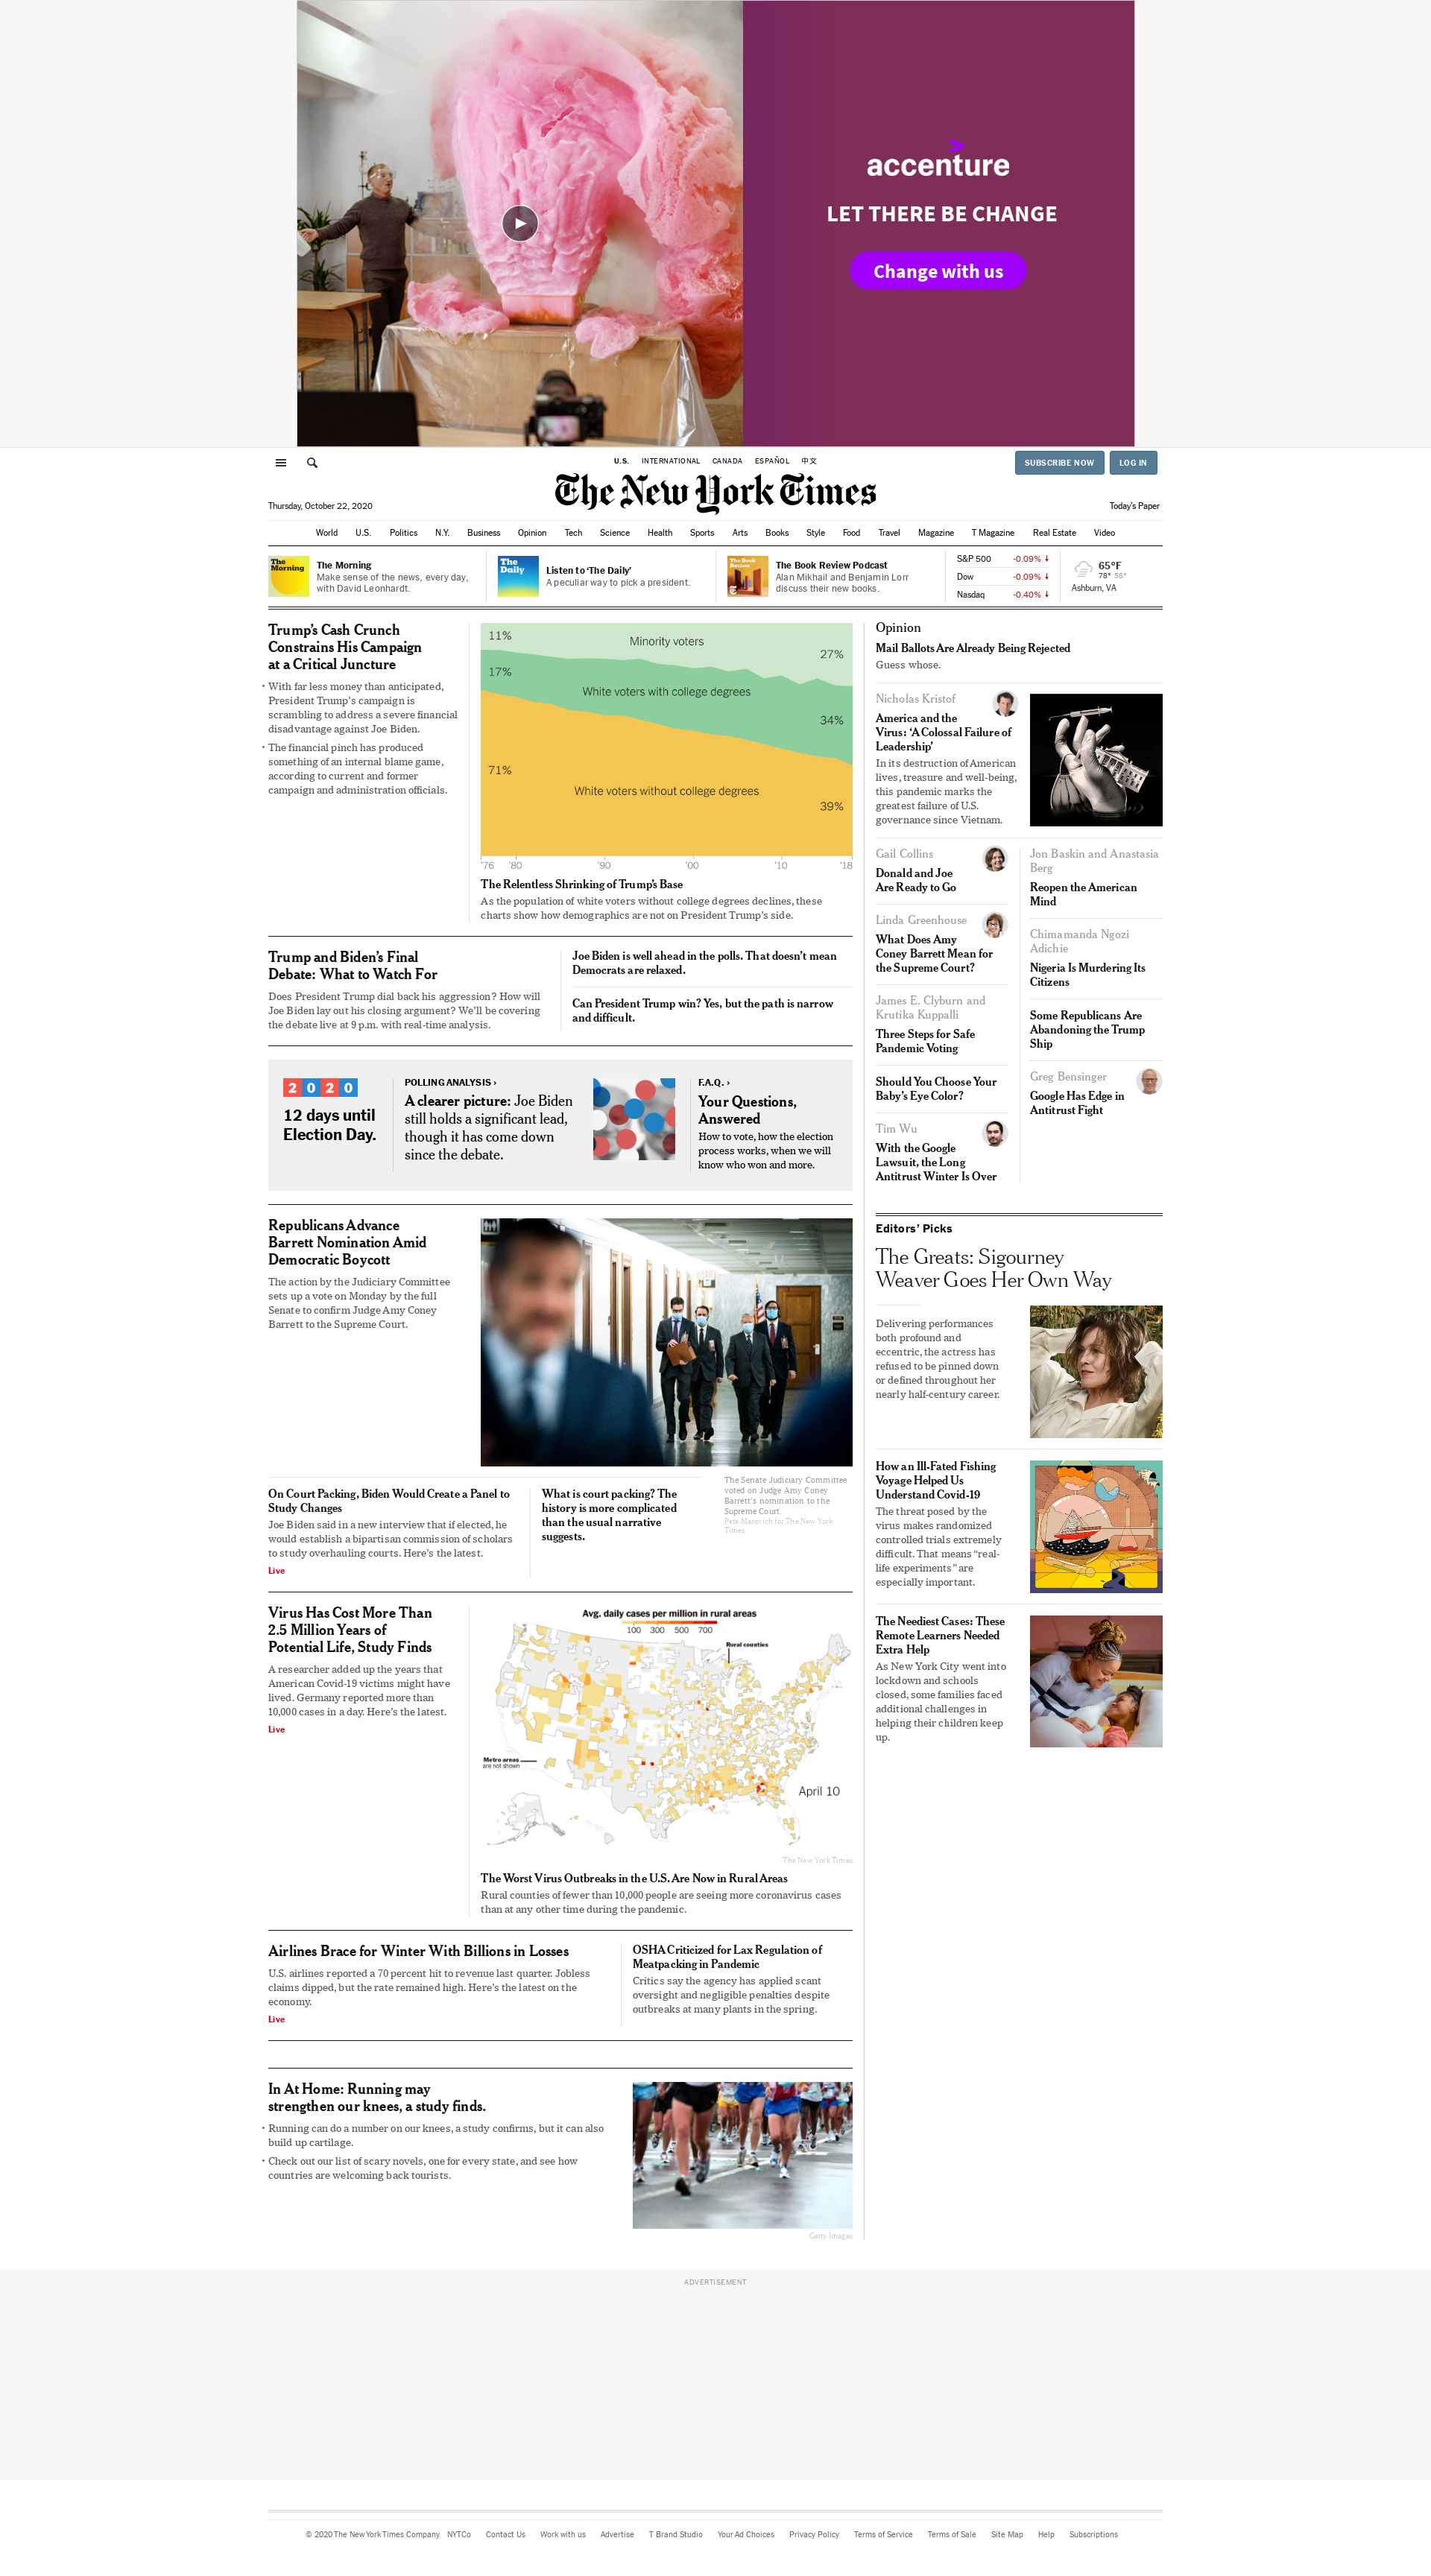 accenture
LET THERE BE CHANGE
Change with us
U.S. INTERNATIONAL CANADA ESPAÑOL 中文
SUBSCRIBE NOW LOG IN
The New York Times
Thursday, October 22, 2020
Today's Paper
World U.S. Politics N.Y. Business Opinion Tech Science Health Sports Arts Books Style Food Travel Magazine T Magazine Real Estate Video
The Morning
The Morning
Make sense of the news, every day,
with David Leonhardt.
The Daily
Listen to ‘The Daily’
A peculiar way to pick a president.
The Book Review
The Book Review Podcast
Alan Mikhail and Benjamin Lorr
discuss their new books.
S&P 500 -0.09%
Dow -0.09%
Nasdaq -0.40%
65°F
78° 58°
Ashburn, VA
Trump’s Cash Crunch
Constrains His Campaign
at a Critical Juncture
• With far less money than anticipated,
President Trump’s campaign is
scrambling to address a severe financial
disadvantage against Joe Biden.
• The financial pinch has produced
something of an internal blame game,
according to current and former
campaign and administration officials.
11% Minority voters 27%
17% White voters with college degrees 34%
71% White voters without college degrees 39%
’76 ’80 ’90 ’00 ’10 ’18
The Relentless Shrinking of Trump’s Base
As the population of white voters without college degrees declines, these
charts show how demographics are not on President Trump’s side.
Trump and Biden’s Final
Debate: What to Watch For
Does President Trump dial back his aggression? How will
Joe Biden lay out his closing argument? We’ll be covering
the debate live at 9 p.m. with real-time analysis.
Joe Biden is well ahead in the polls. That doesn’t mean
Democrats are relaxed.
Can President Trump win? Yes, but the path is narrow
and difficult.
2020
12 days until
Election Day.
POLLING ANALYSIS ›
A clearer picture: Joe Biden
still holds a significant lead,
though it has come down
since the debate.
F.A.Q. ›
Your Questions,
Answered
How to vote, how the election
process works, when we will
know who won and more.
Republicans Advance
Barrett Nomination Amid
Democratic Boycott
The action by the Judiciary Committee
sets up a vote on Monday by the full
Senate to confirm Judge Amy Coney
Barrett to the Supreme Court.
The Senate Judiciary Committee
voted on Judge Amy Coney
Barrett’s nomination to the
Supreme Court.
Pete Marovich for The New York
Times
On Court Packing, Biden Would Create a Panel to
Study Changes
Joe Biden said in a new interview that if elected, he
would establish a bipartisan commission of scholars
to study overhauling courts. Here’s the latest.
Live
What is court packing? The
history is more complicated
than the usual narrative
suggests.
Virus Has Cost More Than
2.5 Million Years of
Potential Life, Study Finds
A researcher added up the years that
American Covid-19 victims might have
lived. Germany reported more than
10,000 cases in a day. Here’s the latest.
Live
Avg. daily cases per million in rural areas
100 300 500 700
Rural counties
Metro areas
are not shown
April 10
The New York Times
The Worst Virus Outbreaks in the U.S. Are Now in Rural Areas
Rural counties of fewer than 10,000 people are seeing more coronavirus cases
than at any other time during the pandemic.
Airlines Brace for Winter With Billions in Losses
U.S. airlines reported a 70 percent hit to revenue last quarter. Jobless
claims dipped, but the rate remained high. Here’s the latest on the
economy.
Live
OSHA Criticized for Lax Regulation of
Meatpacking in Pandemic
Critics say the agency has applied scant
oversight and negligible penalties despite
outbreaks at many plants in the spring.
In At Home: Running may
strengthen our knees, a study finds.
• Running can do a number on our knees, a study confirms, but it can also
build up cartilage.
• Check out our list of scary novels, one for every state, and see how
countries are welcoming back tourists.
Getty Images
Opinion
Mail Ballots Are Already Being Rejected
Guess whose.
Nicholas Kristof
America and the
Virus: ‘A Colossal Failure of
Leadership’
In its destruction of American
lives, treasure and well-being,
this pandemic marks the
greatest failure of U.S.
governance since Vietnam.
Gail Collins
Donald and Joe
Are Ready to Go
Linda Greenhouse
What Does Amy
Coney Barrett Mean for
the Supreme Court?
James E. Clyburn and
Krutika Kuppalli
Three Steps for Safe
Pandemic Voting
Should You Choose Your
Baby’s Eye Color?
Tim Wu
With the Google
Lawsuit, the Long
Antitrust Winter Is Over
Jon Baskin and Anastasia
Berg
Reopen the American
Mind
Chimamanda Ngozi
Adichie
Nigeria Is Murdering Its
Citizens
Some Republicans Are
Abandoning the Trump
Ship
Greg Bensinger
Google Has Edge in
Antitrust Fight
Editors’ Picks
The Greats: Sigourney
Weaver Goes Her Own Way
Delivering performances
both profound and
eccentric, the actress has
refused to be pinned down
or defined throughout her
nearly half-century career.
How an Ill-Fated Fishing
Voyage Helped Us
Understand Covid-19
The threat posed by the
virus makes randomized
controlled trials extremely
difficult. That means “real-
life experiments” are
especially important.
The Neediest Cases: These
Remote Learners Needed
Extra Help
As New York City went into
lockdown and schools
closed, some families faced
additional challenges in
helping their children keep
up.
ADVERTISEMENT
© 2020 The New York Times Company NYTCo Contact Us Work with us Advertise T Brand Studio Your Ad Choices Privacy Policy Terms of Service Terms of Sale Site Map Help Subscriptions